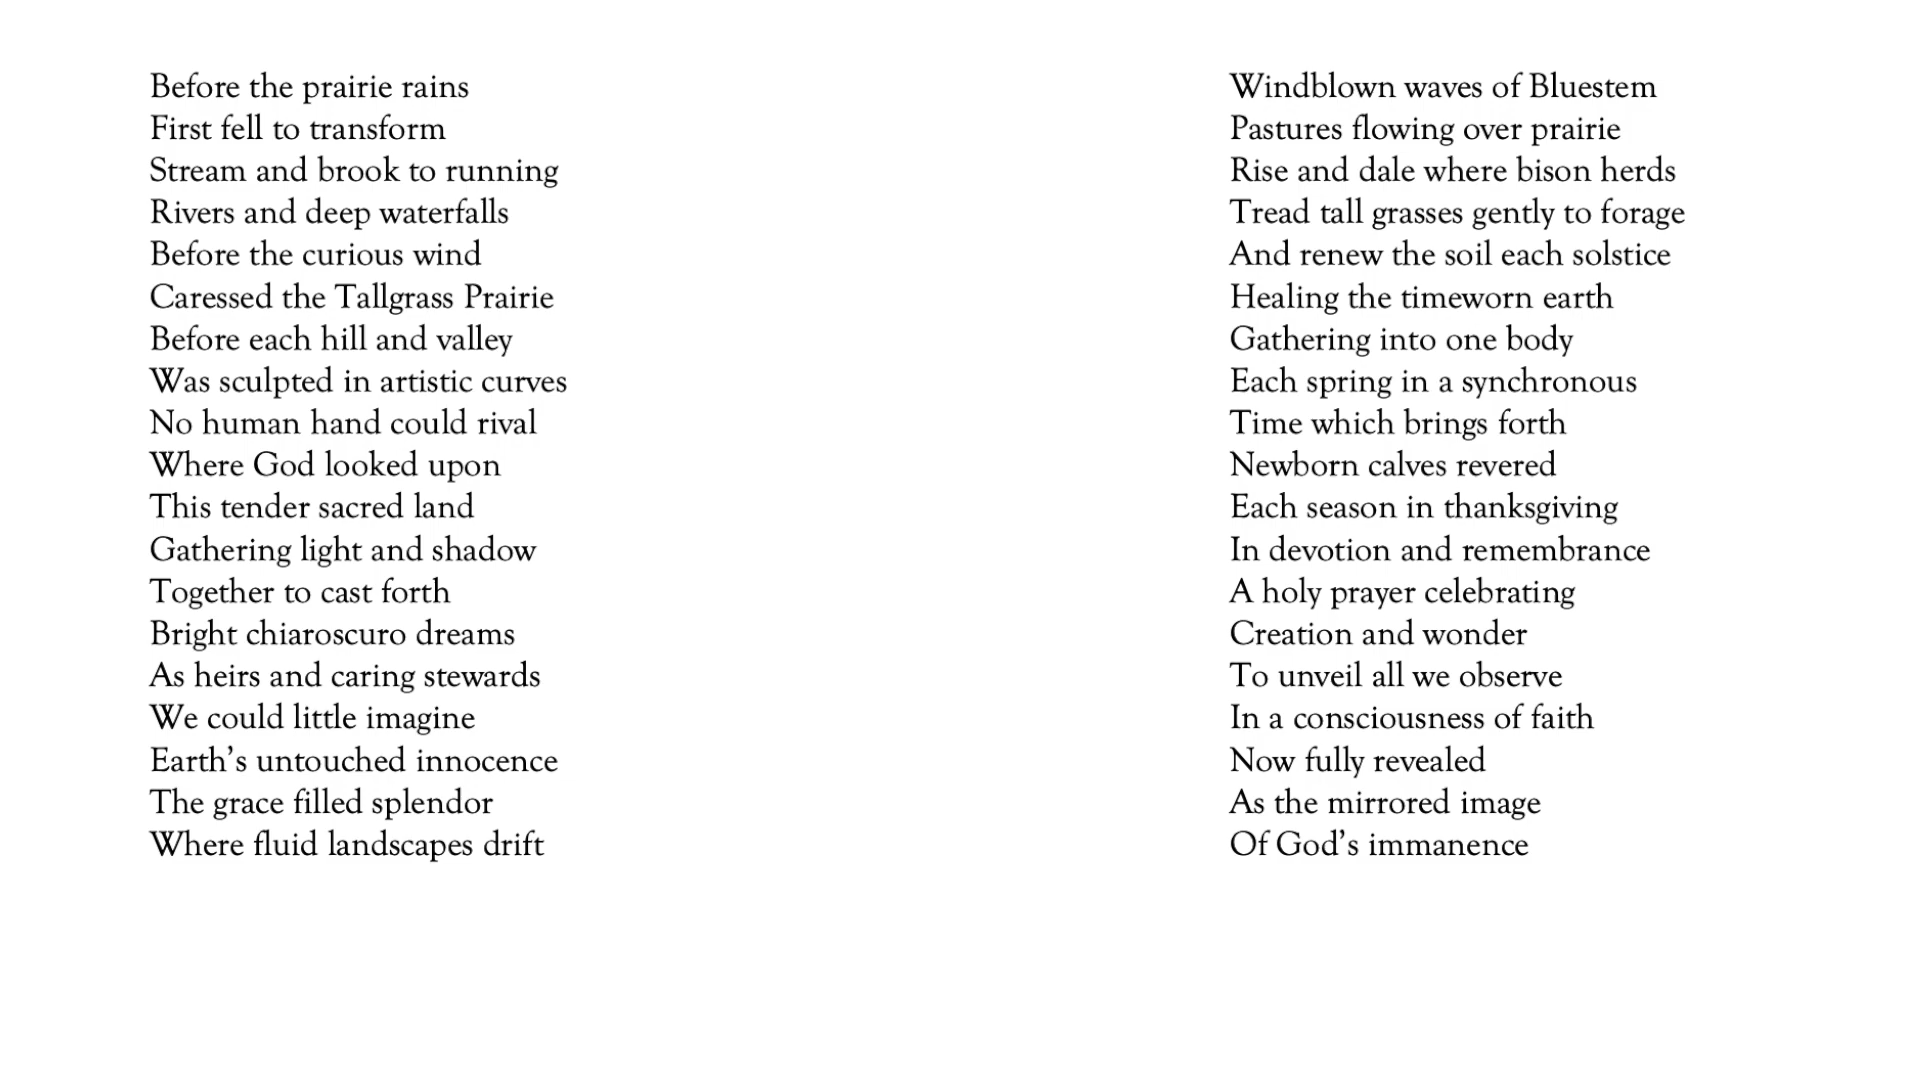 Before the prairie rains
First fell to transform
Stream and brook to running
Rivers and deep waterfalls
Before the curious wind
Caressed the Tallgrass Prairie
Before each hill and valley
Was sculpted in artistic curves
No human hand could rival
Where God looked upon
This tender sacred land
Gathering light and shadow
Together to cast forth
Bright chiaroscuro dreams
As heirs and caring stewards
We could little imagine
Earth’s untouched innocence
The grace filled splendor
Where fluid landscapes drift
Windblown waves of Bluestem
Pastures flowing over prairie
Rise and dale where bison herds
Tread tall grasses gently to forage
And renew the soil each solstice
Healing the timeworn earth
Gathering into one body
Each spring in a synchronous
Time which brings forth
Newborn calves revered
Each season in thanksgiving
In devotion and remembrance
A holy prayer celebrating
Creation and wonder
To unveil all we observe
In a consciousness of faith
Now fully revealed
As the mirrored image
Of God’s immanence